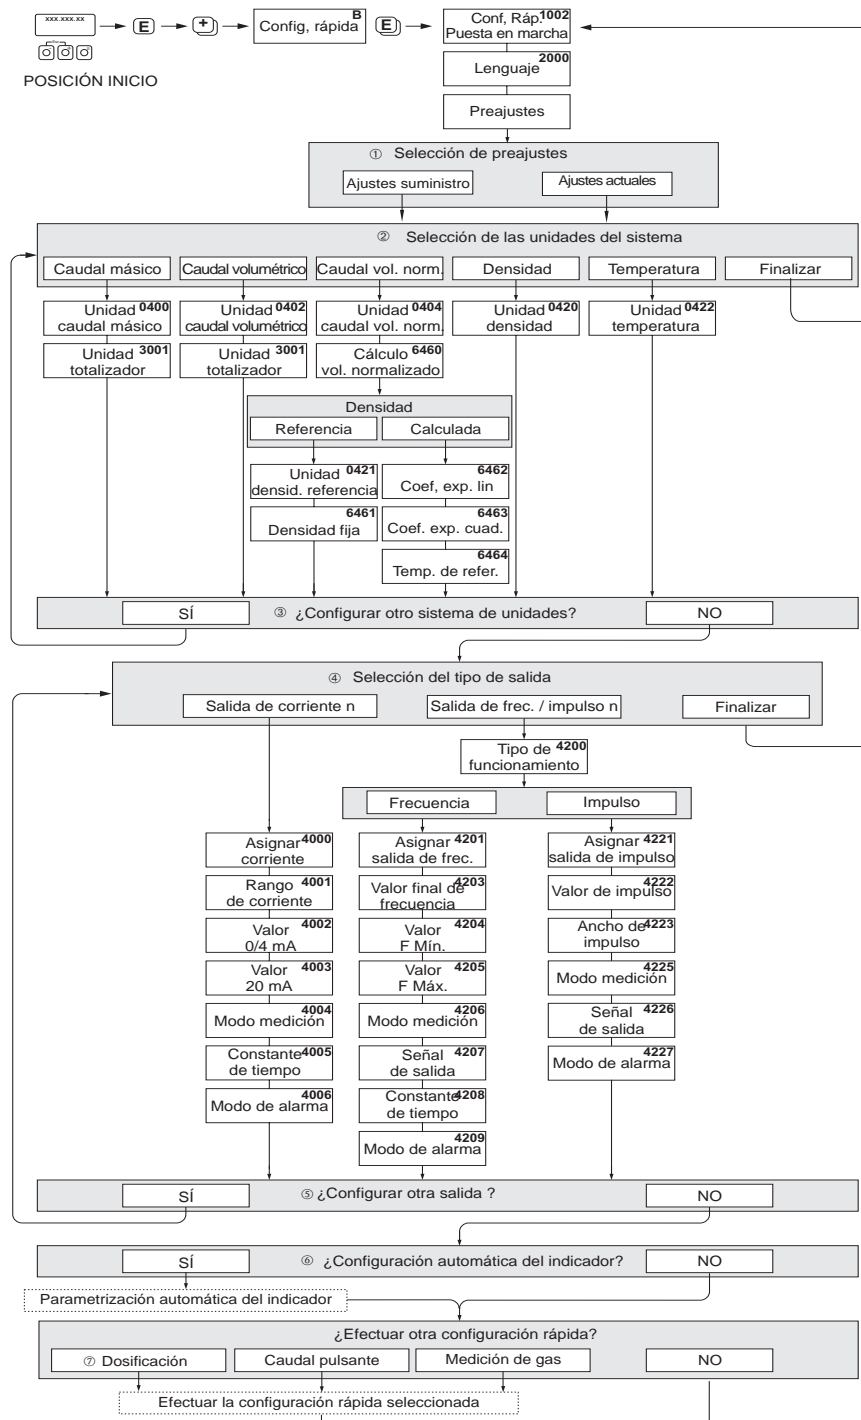 xxx.xxx.xx
Esc
E
+
B
Config, rápida
E
1002
Conf, Ráp.
Puesta en marcha
POSICIÓN INICIO
2000
Lenguaje
Preajustes
① Selección de preajustes
Ajustes suministro
Ajustes actuales
② Selección de las unidades del sistema
Caudal másico
Caudal volumétrico
Caudal vol. norm.
Densidad
Temperatura
Finalizar
0400
Unidad
caudal másico
0402
Unidad
caudal volumétrico
0404
Unidad
caudal vol. norm.
0420
Unidad
densidad
0422
Unidad
temperatura
3001
Unidad
totalizador
3001
Unidad
totalizador
6460
Cálculo
vol. normalizado
Densidad
Referencia
Calculada
0421
Unidad
densid. referencia
6462
Coef, exp. lin
6461
Densidad fija
6463
Coef. exp. cuad.
6464
Temp. de refer.
SÍ
③ ¿Configurar otro sistema de unidades?
NO
④ Selección del tipo de salida
Salida de corriente n
Salida de frec. / impulso n
Finalizar
4200
Tipo de
funcionamiento
Frecuencia
Impulso
4000
Asignar
corriente
4201
Asignar
salida de frec.
4221
Asignar
salida de impulso
4001
Rango
de corriente
4203
Valor final de
frecuencia
4222
Valor de impulso
4002
Valor
0/4 mA
4204
Valor
F Mín.
4223
Ancho de
impulso
4003
Valor
20 mA
4205
Valor
F Máx.
4225
Modo medición
4004
Modo medición
4206
Modo medición
4226
Señal
de salida
4005
Constante
de tiempo
4207
Señal
de salida
4227
Modo de alarma
4006
Modo de alarma
4208
Constante
de tiempo
4209
Modo de alarma
SÍ
⑤ ¿Configurar otra salida ?
NO
SÍ
⑥ ¿Configuración automática del indicador?
NO
Parametrización automática del indicador
¿Efectuar otra configuración rápida?
⑦ Dosificación
Caudal pulsante
Medición de gas
NO
Efectuar la configuración rápida seleccionada